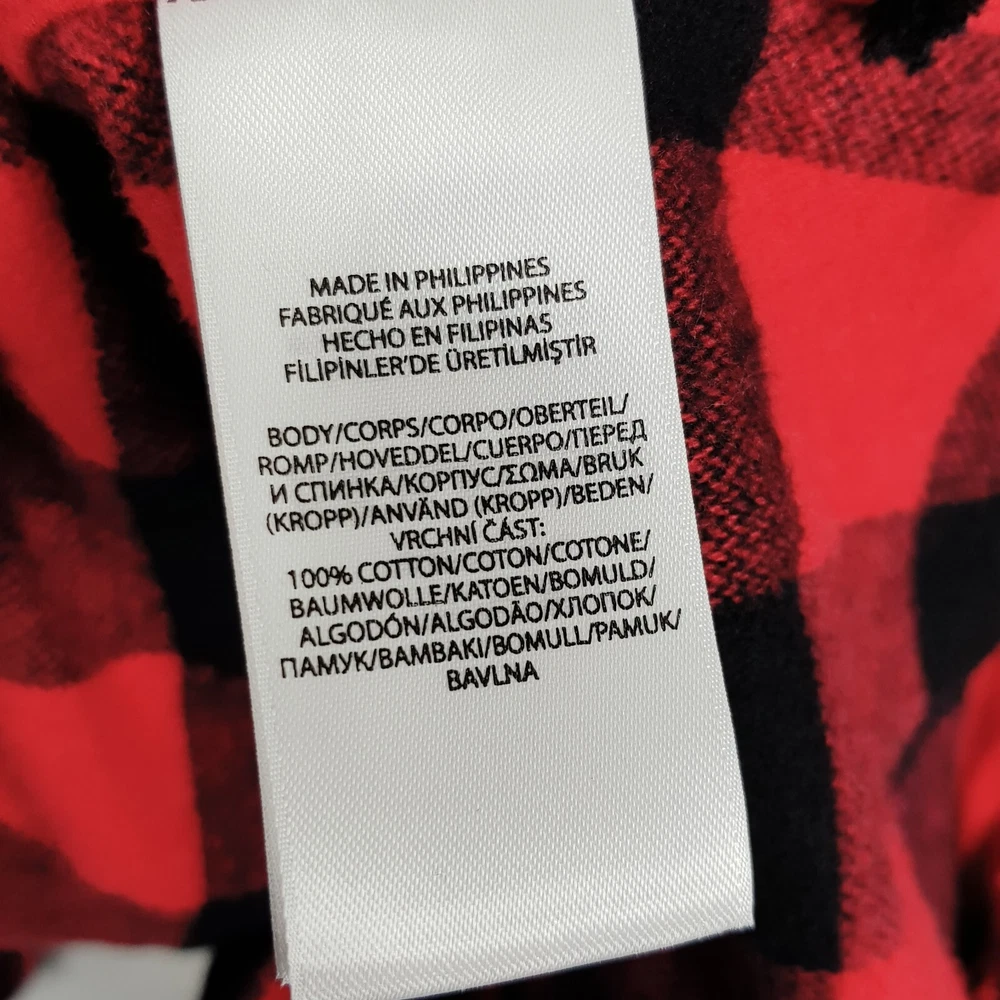 MADE IN PHILIPPINES
FABRIQUÉ AUX PHILIPPINES
HECHO EN FILIPINAS
FİLİPİNLER'DE ÜRETİLMİŞTİR
BODY/CORPS/CORPO/OBERTEIL/
ROMP/HOVEDDEL/CUERPO/ПЕРЕД
И СПИНКА/КОРПУС/ΣΩΜΑ/BRUK
(KROPP)/ANVÄND (KROPP)/BEDEN/
VRCHNÍ ČÁST:
100% COTTON/COTON/COTONE/
BAUMWOLLE/KATOEN/BOMULD/
ALGODÓN/ALGODÃO/ХЛОПОК/
ПАМУК/BAMBAKI/BOMULL/PAMUK/
BAVLNA